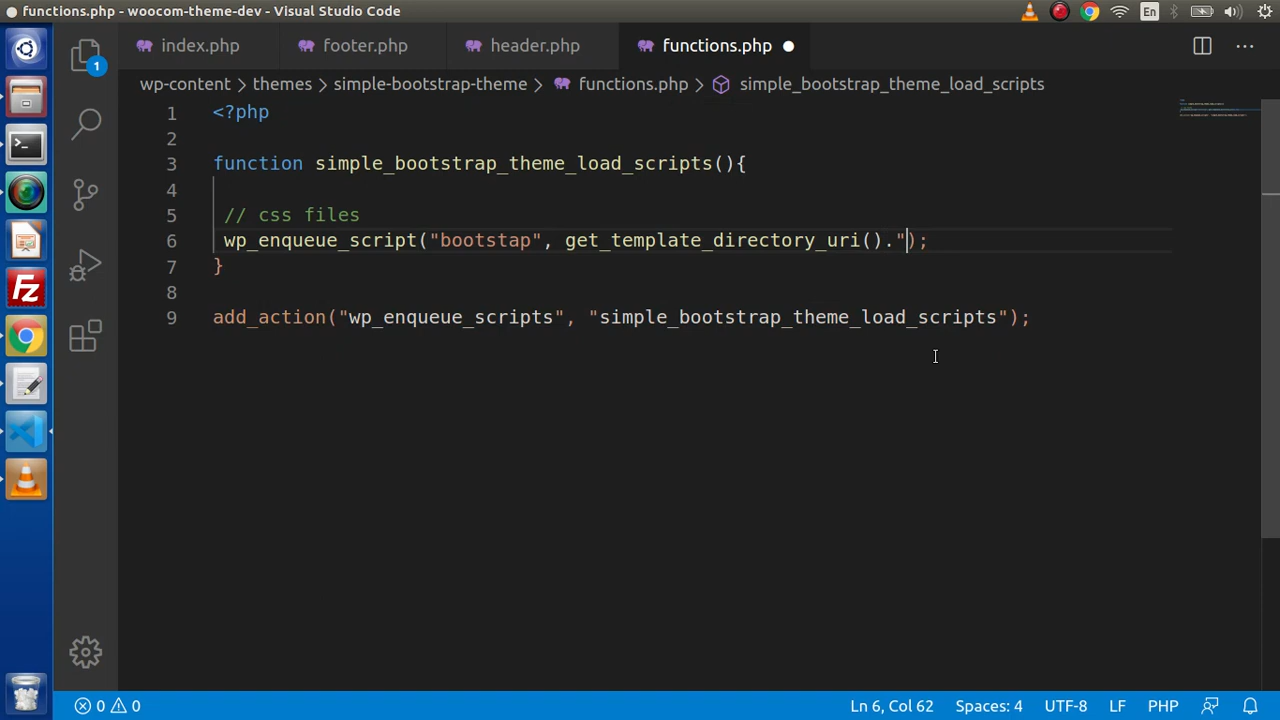 functions.php - woocom-theme-dev - Visual Studio Code
En
1
index.php
footer.php
header.php
functions.php
wp-content > themes > simple-bootstrap-theme > functions.php > simple_bootstrap_theme_load_scripts
1 <?php
2
3 function simple_bootstrap_theme_load_scripts(){
4
5 // css files
6 wp_enqueue_script("bootstap", get_template_directory_uri().");
7 }
8
9 add_action("wp_enqueue_scripts", "simple_bootstrap_theme_load_scripts");
Fz
0 0
Ln 6, Col 62
Spaces: 4
UTF-8
LF
PHP